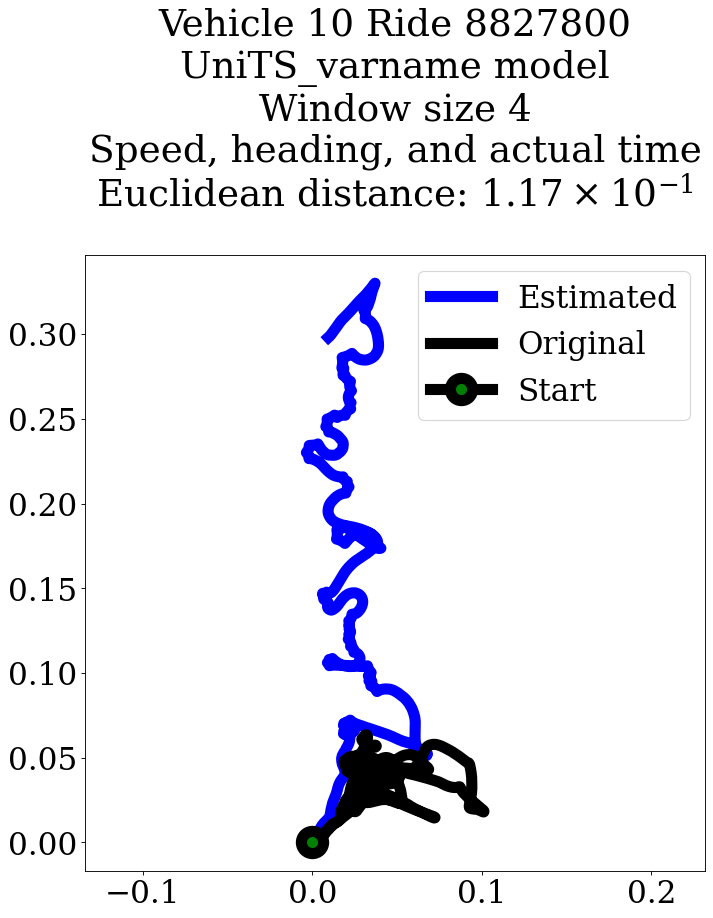 Vehicle 10 Ride 8827800
UniTS_varname model
Window size 4
Speed, heading, and actual time
Euclidean distance: 1.17 × 10⁻¹
Estimated
Original
Start
0.30
0.25
0.20
0.15
0.10
0.05
0.00
−0.1
0.0
0.1
0.2